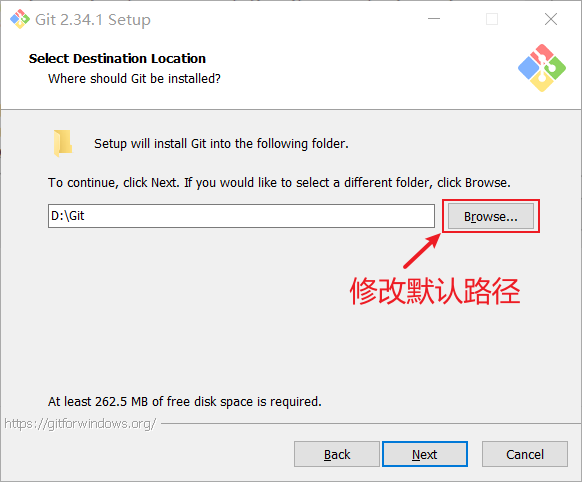 Git 2.34.1 Setup
Select Destination Location
Where should Git be installed?
Setup will install Git into the following folder.
To continue, click Next. If you would like to select a different folder, click Browse.
D:\Git
Browse...
修改默认路径
At least 262.5 MB of free disk space is required.
https://gitforwindows.org/
Back
Next
Cancel